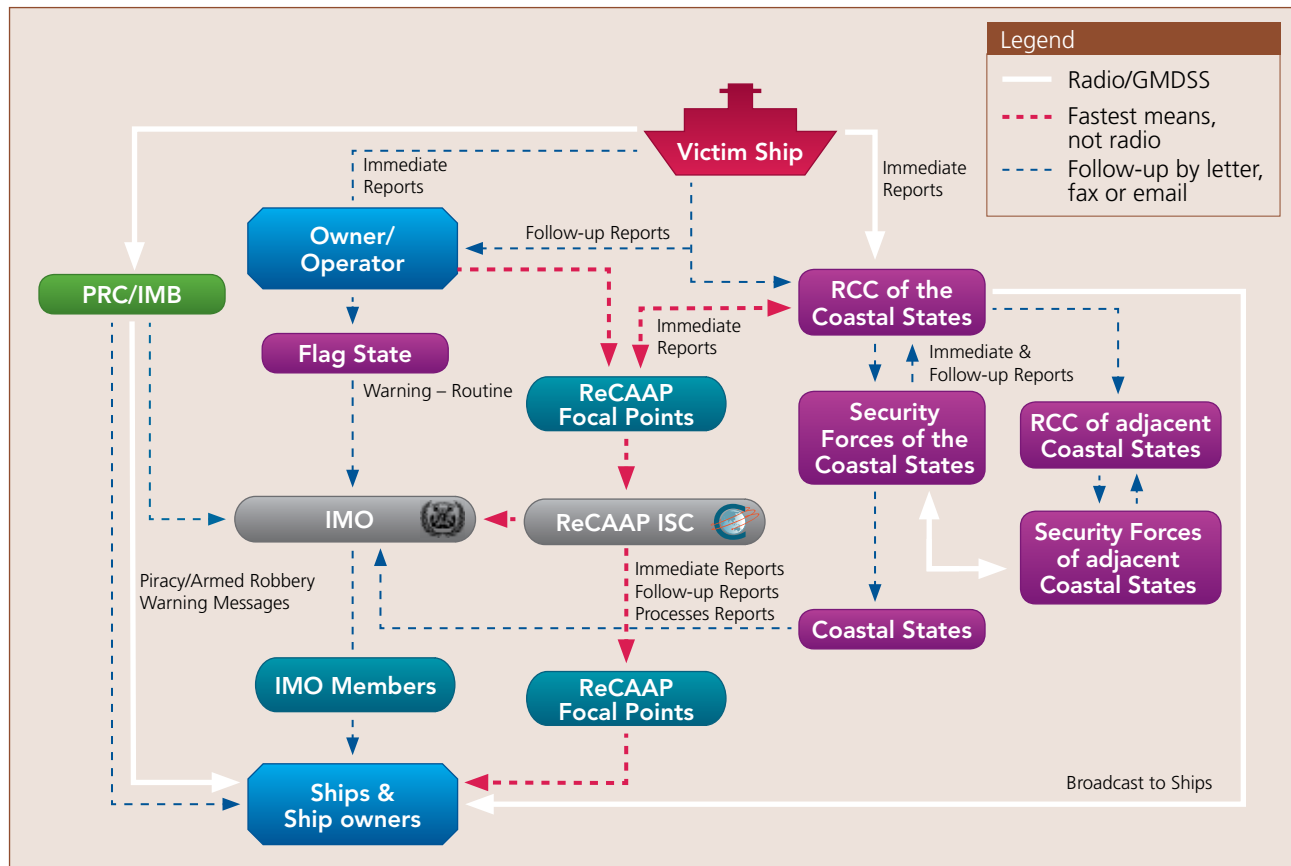 Legend
Radio/GMDSS
Fastest means,
not radio
Follow-up by letter,
fax or email
Victim Ship
Immediate
Reports
Immediate
Reports
Owner/
Operator
Follow-up Reports
PRC/IMB
RCC of the
Coastal States
Flag State
Immediate
Reports
Immediate &
Follow-up Reports
Warning – Routine
ReCAAP
Focal Points
Security
Forces of the
Coastal States
RCC of adjacent
Coastal States
IMO
ReCAAP ISC
Security Forces
of adjacent
Coastal States
Piracy/Armed Robbery
Warning Messages
Immediate Reports
Follow-up Reports
Processes Reports
Coastal States
IMO Members
ReCAAP
Focal Points
Ships &
Ship owners
Broadcast to Ships